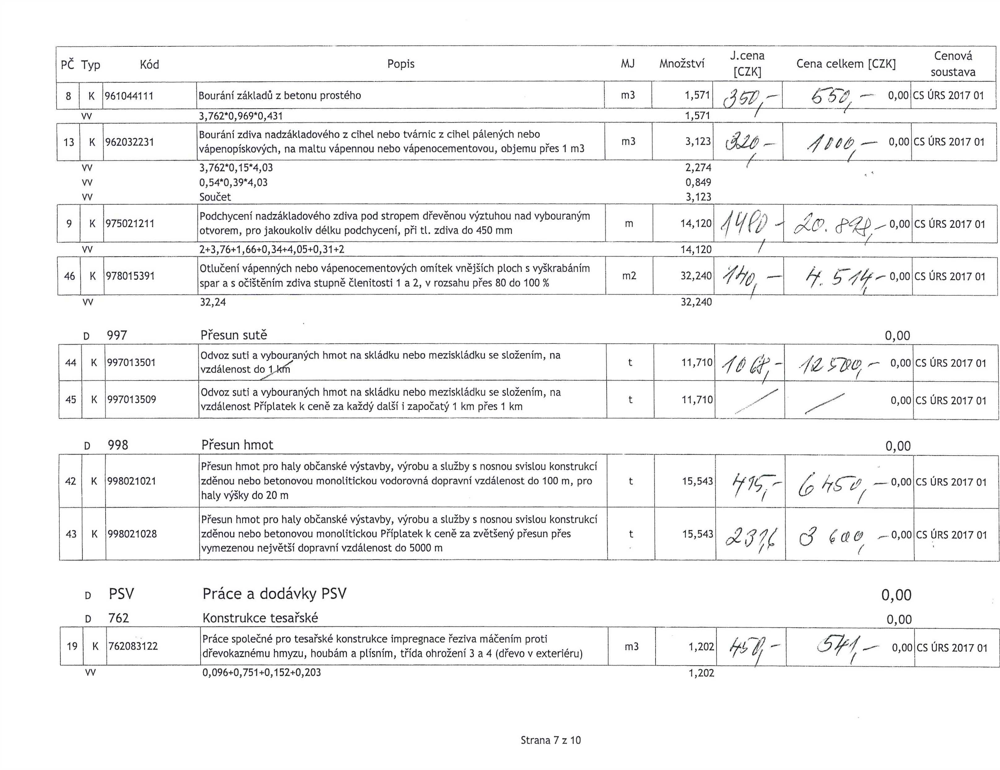 PČ Typ Kód Popis MJ Množství J.cena [CZK] Cena celkem [CZK] Cenová soustava
8 K 961044111 Bourání základů z betonu prostého m3 1,571 350,- 550,- 0,00 CS ÚRS 2017 01
VV 3,762*0,969*0,431 1,571
13 K 962032231 Bourání zdiva nadzákladového z cihel nebo tvárnic z cihel pálených nebo m3 3,123 320,- 1000,- 0,00 CS ÚRS 2017 01
vápenopískových, na maltu vápennou nebo vápenocementovou, objemu přes 1 m3
VV 3,762*0,15*4,03 2,274
VV 0,54*0,39*4,03 0,849
VV Součet 3,123
9 K 975021211 Podchycení nadzákladového zdiva pod stropem dřevěnou výztuhou nad vybouraným m 14,120 1480,- 20.898,- 0,00 CS ÚRS 2017 01
otvorem, pro jakoukoliv délku podchycení, při tl. zdiva do 450 mm
VV 2+3,76+1,66+0,34+4,05+0,31+2 14,120
46 K 978015391 Otlučení vápenných nebo vápenocementových omítek vnějších ploch s vyškrabáním m2 32,240 140,- 4.514,- 0,00 CS ÚRS 2017 01
spar a s očištěním zdiva stupně členitosti 1 a 2, v rozsahu přes 80 do 100 %
VV 32,24 32,240
D 997 Přesun sutě 0,00
44 K 997013501 Odvoz suti a vybouraných hmot na skládku nebo meziskládku se složením, na t 11,710 1068,- 12500,- 0,00 CS ÚRS 2017 01
vzdálenost do 1 km
45 K 997013509 Odvoz suti a vybouraných hmot na skládku nebo meziskládku se složením, na t 11,710 0,00 CS ÚRS 2017 01
vzdálenost Příplatek k ceně za každý další i započatý 1 km přes 1 km
D 998 Přesun hmot 0,00
42 K 998021021 Přesun hmot pro haly občanské výstavby, výrobu a služby s nosnou svislou konstrukcí t 15,543 415,- 6450,- 0,00 CS ÚRS 2017 01
zděnou nebo betonovou monolitickou vodorovná dopravní vzdálenost do 100 m, pro
haly výšky do 20 m
43 K 998021028 Přesun hmot pro haly občanské výstavby, výrobu a služby s nosnou svislou konstrukcí t 15,543 231,6 3600,- 0,00 CS ÚRS 2017 01
zděnou nebo betonovou monolitickou Příplatek k ceně za zvětšený přesun přes
vymezenou největší dopravní vzdálenost do 5000 m
D PSV Práce a dodávky PSV 0,00
D 762 Konstrukce tesařské 0,00
19 K 762083122 Práce společné pro tesařské konstrukce impregnace řeziva máčením proti m3 1,202 450,- 541,- 0,00 CS ÚRS 2017 01
dřevokaznému hmyzu, houbám a plísním, třída ohrožení 3 a 4 (dřevo v exteriéru)
VV 0,096+0,751+0,152+0,203 1,202
Strana 7 z 10